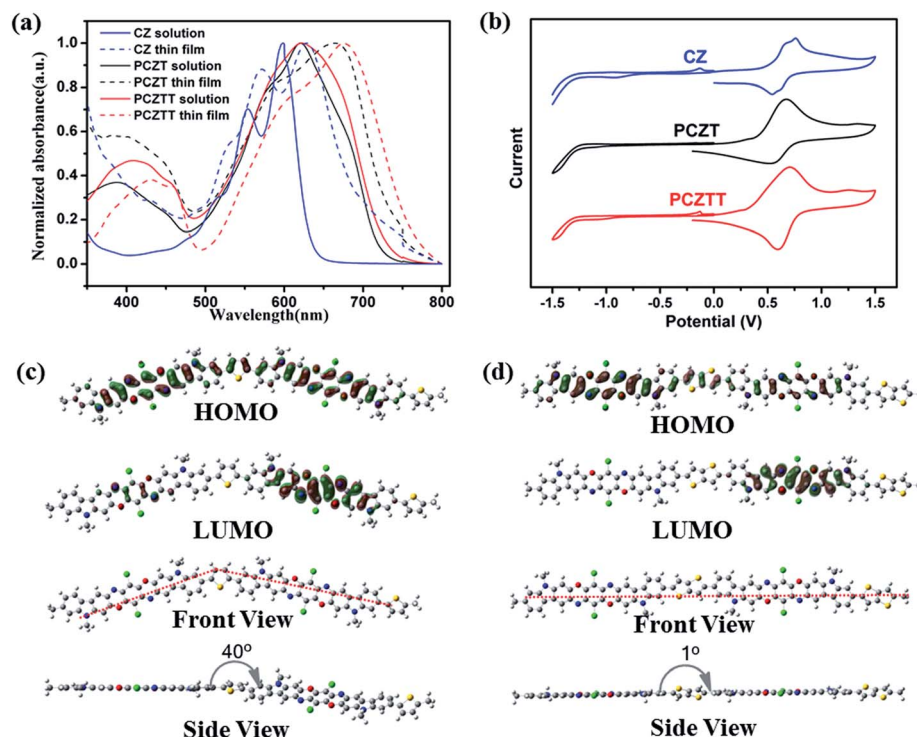 (a)
CZ solution
CZ thin film
PCZT solution
PCZT thin film
PCZTT solution
PCZTT thin film
Normalized absorbance(a.u.)
1.0
0.8
0.6
0.4
0.2
0.0
400 500 600 700 800
Wavelength(nm)
(b)
CZ
PCZT
PCZTT
Current
-1.5 -1.0 -0.5 0.0 0.5 1.0 1.5
Potential (V)
(c)
HOMO
LUMO
Front View
40º
Side View
(d)
HOMO
LUMO
Front View
1º
Side View